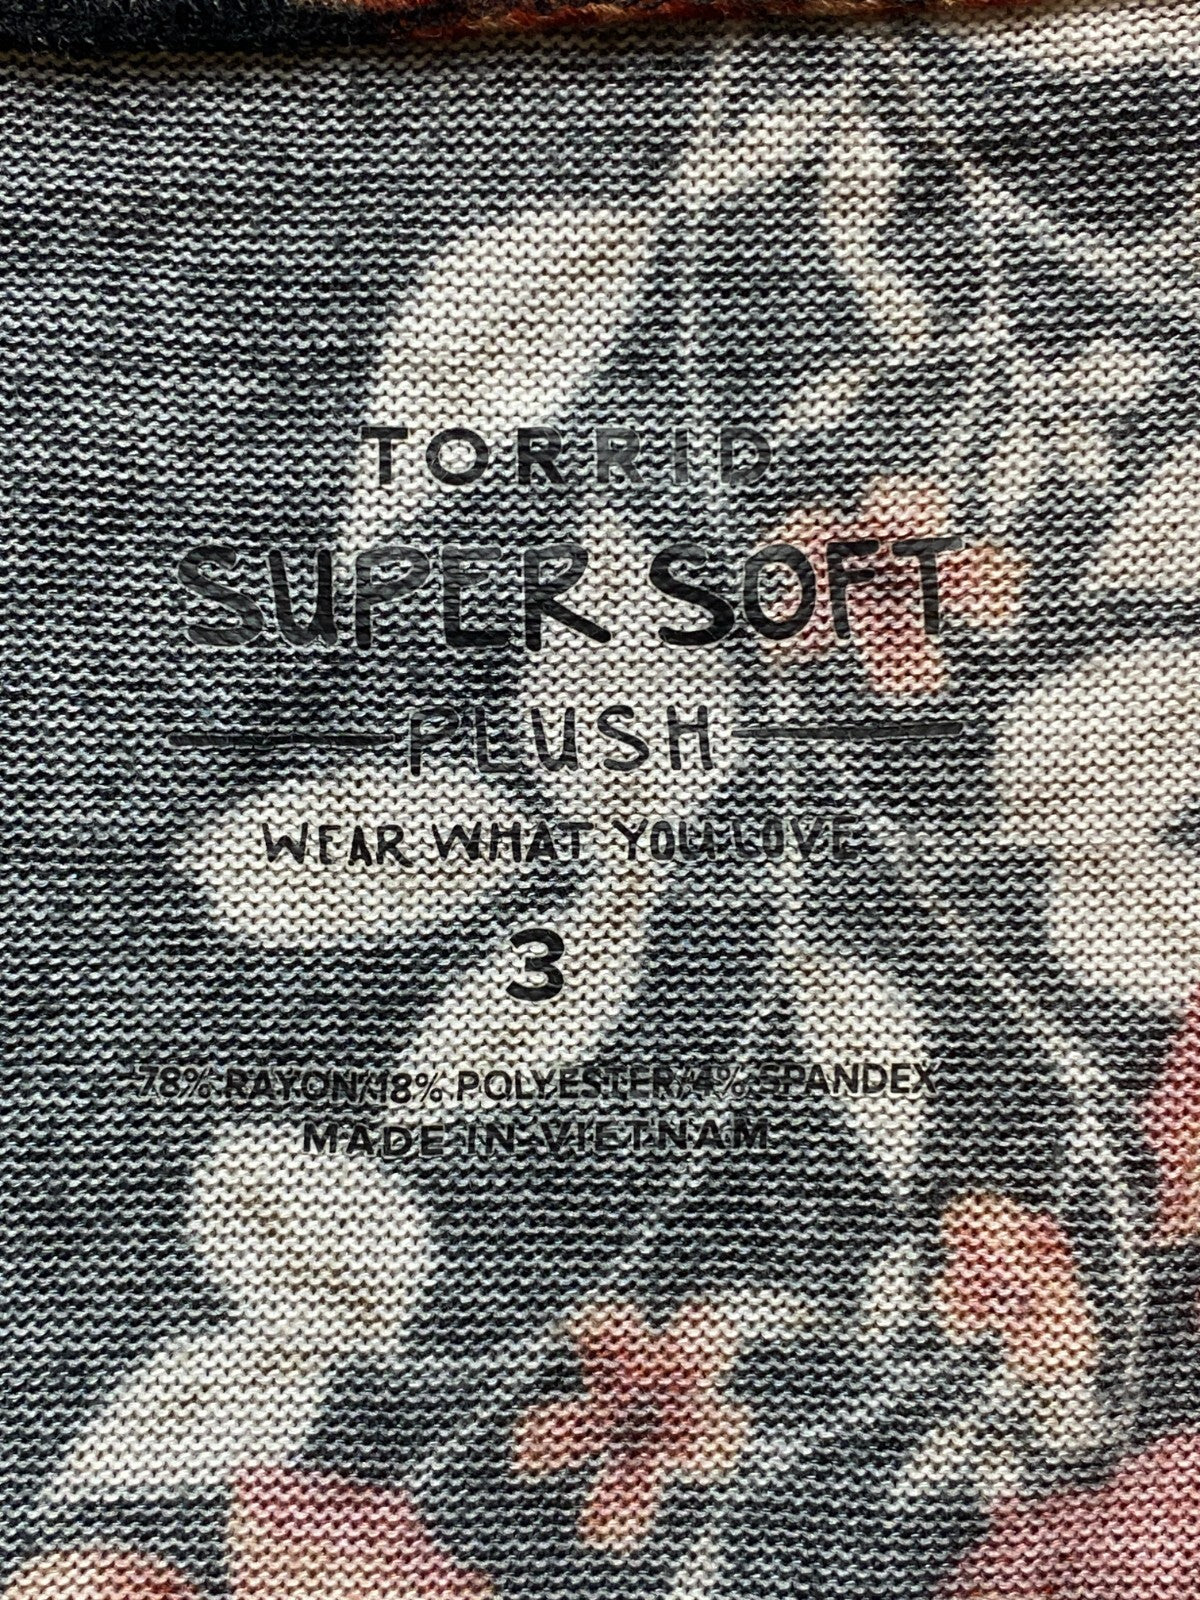 TORRID
SUPER SOFT
PLUSH
WEAR WHAT YOU LOVE
3
78% RAYON/18% POLYESTER/4% SPANDEX
MADE IN VIETNAM